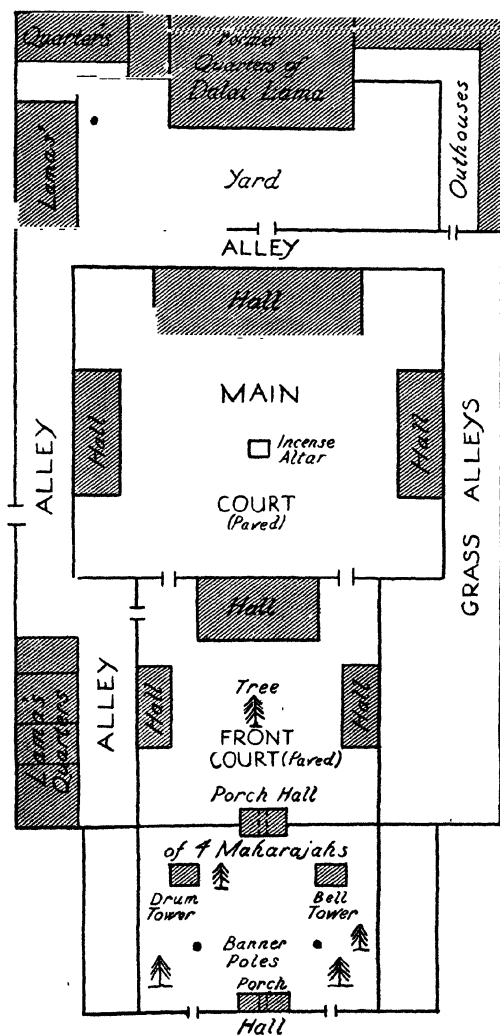 Quarters
Former
Quarters of
Dalai Lama
Lamas'
Outhouses
Yard
ALLEY
Hall
MAIN
Hall
Hall
Incense
Altar
ALLEY
COURT
(Paved)
GRASS ALLEYS
Hall
ALLEY
Hall
Tree
Hall
FRONT
COURT (Paved)
Lama's
Quarters
Porch Hall
of 4 Maharajahs
Drum
Tower
Bell
Tower
Banner
Poles
Porch
Hall